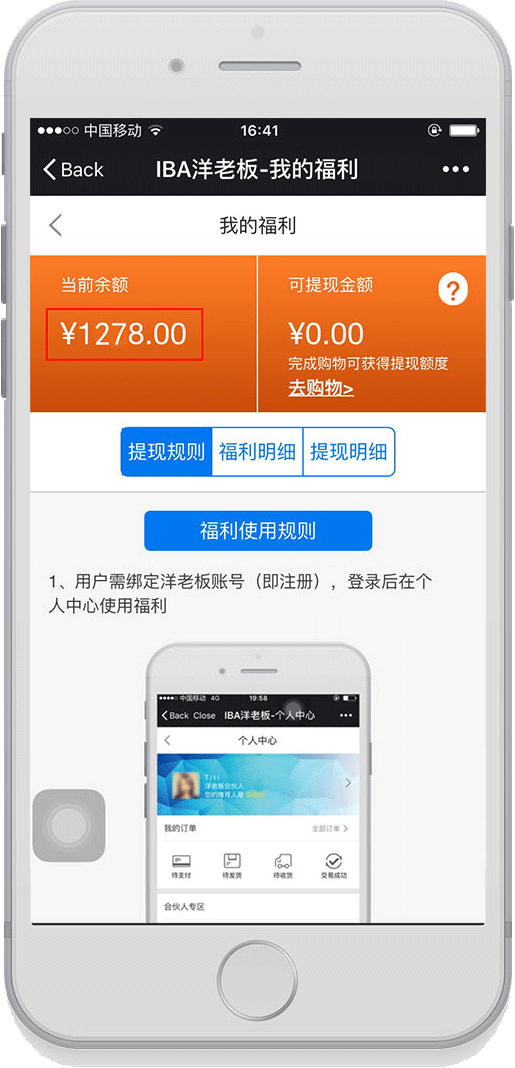 中国移动 16:41
Back IBA洋老板-我的福利
我的福利
当前余额 可提现金额 ?
¥1278.00 ¥0.00
完成购物可获得提现额度
去购物>
提现规则 福利明细 提现明细
福利使用规则
1、用户需绑定洋老板账号（即注册），登录后在个
人中心使用福利
中国移动 4G 19:58
Back Close IBA洋老板-个人中心
个人中心
Titi
洋老板合伙人
您的推荐人是
我的订单 全部订单
待支付 待发货 待收货 交易成功
合伙人专区